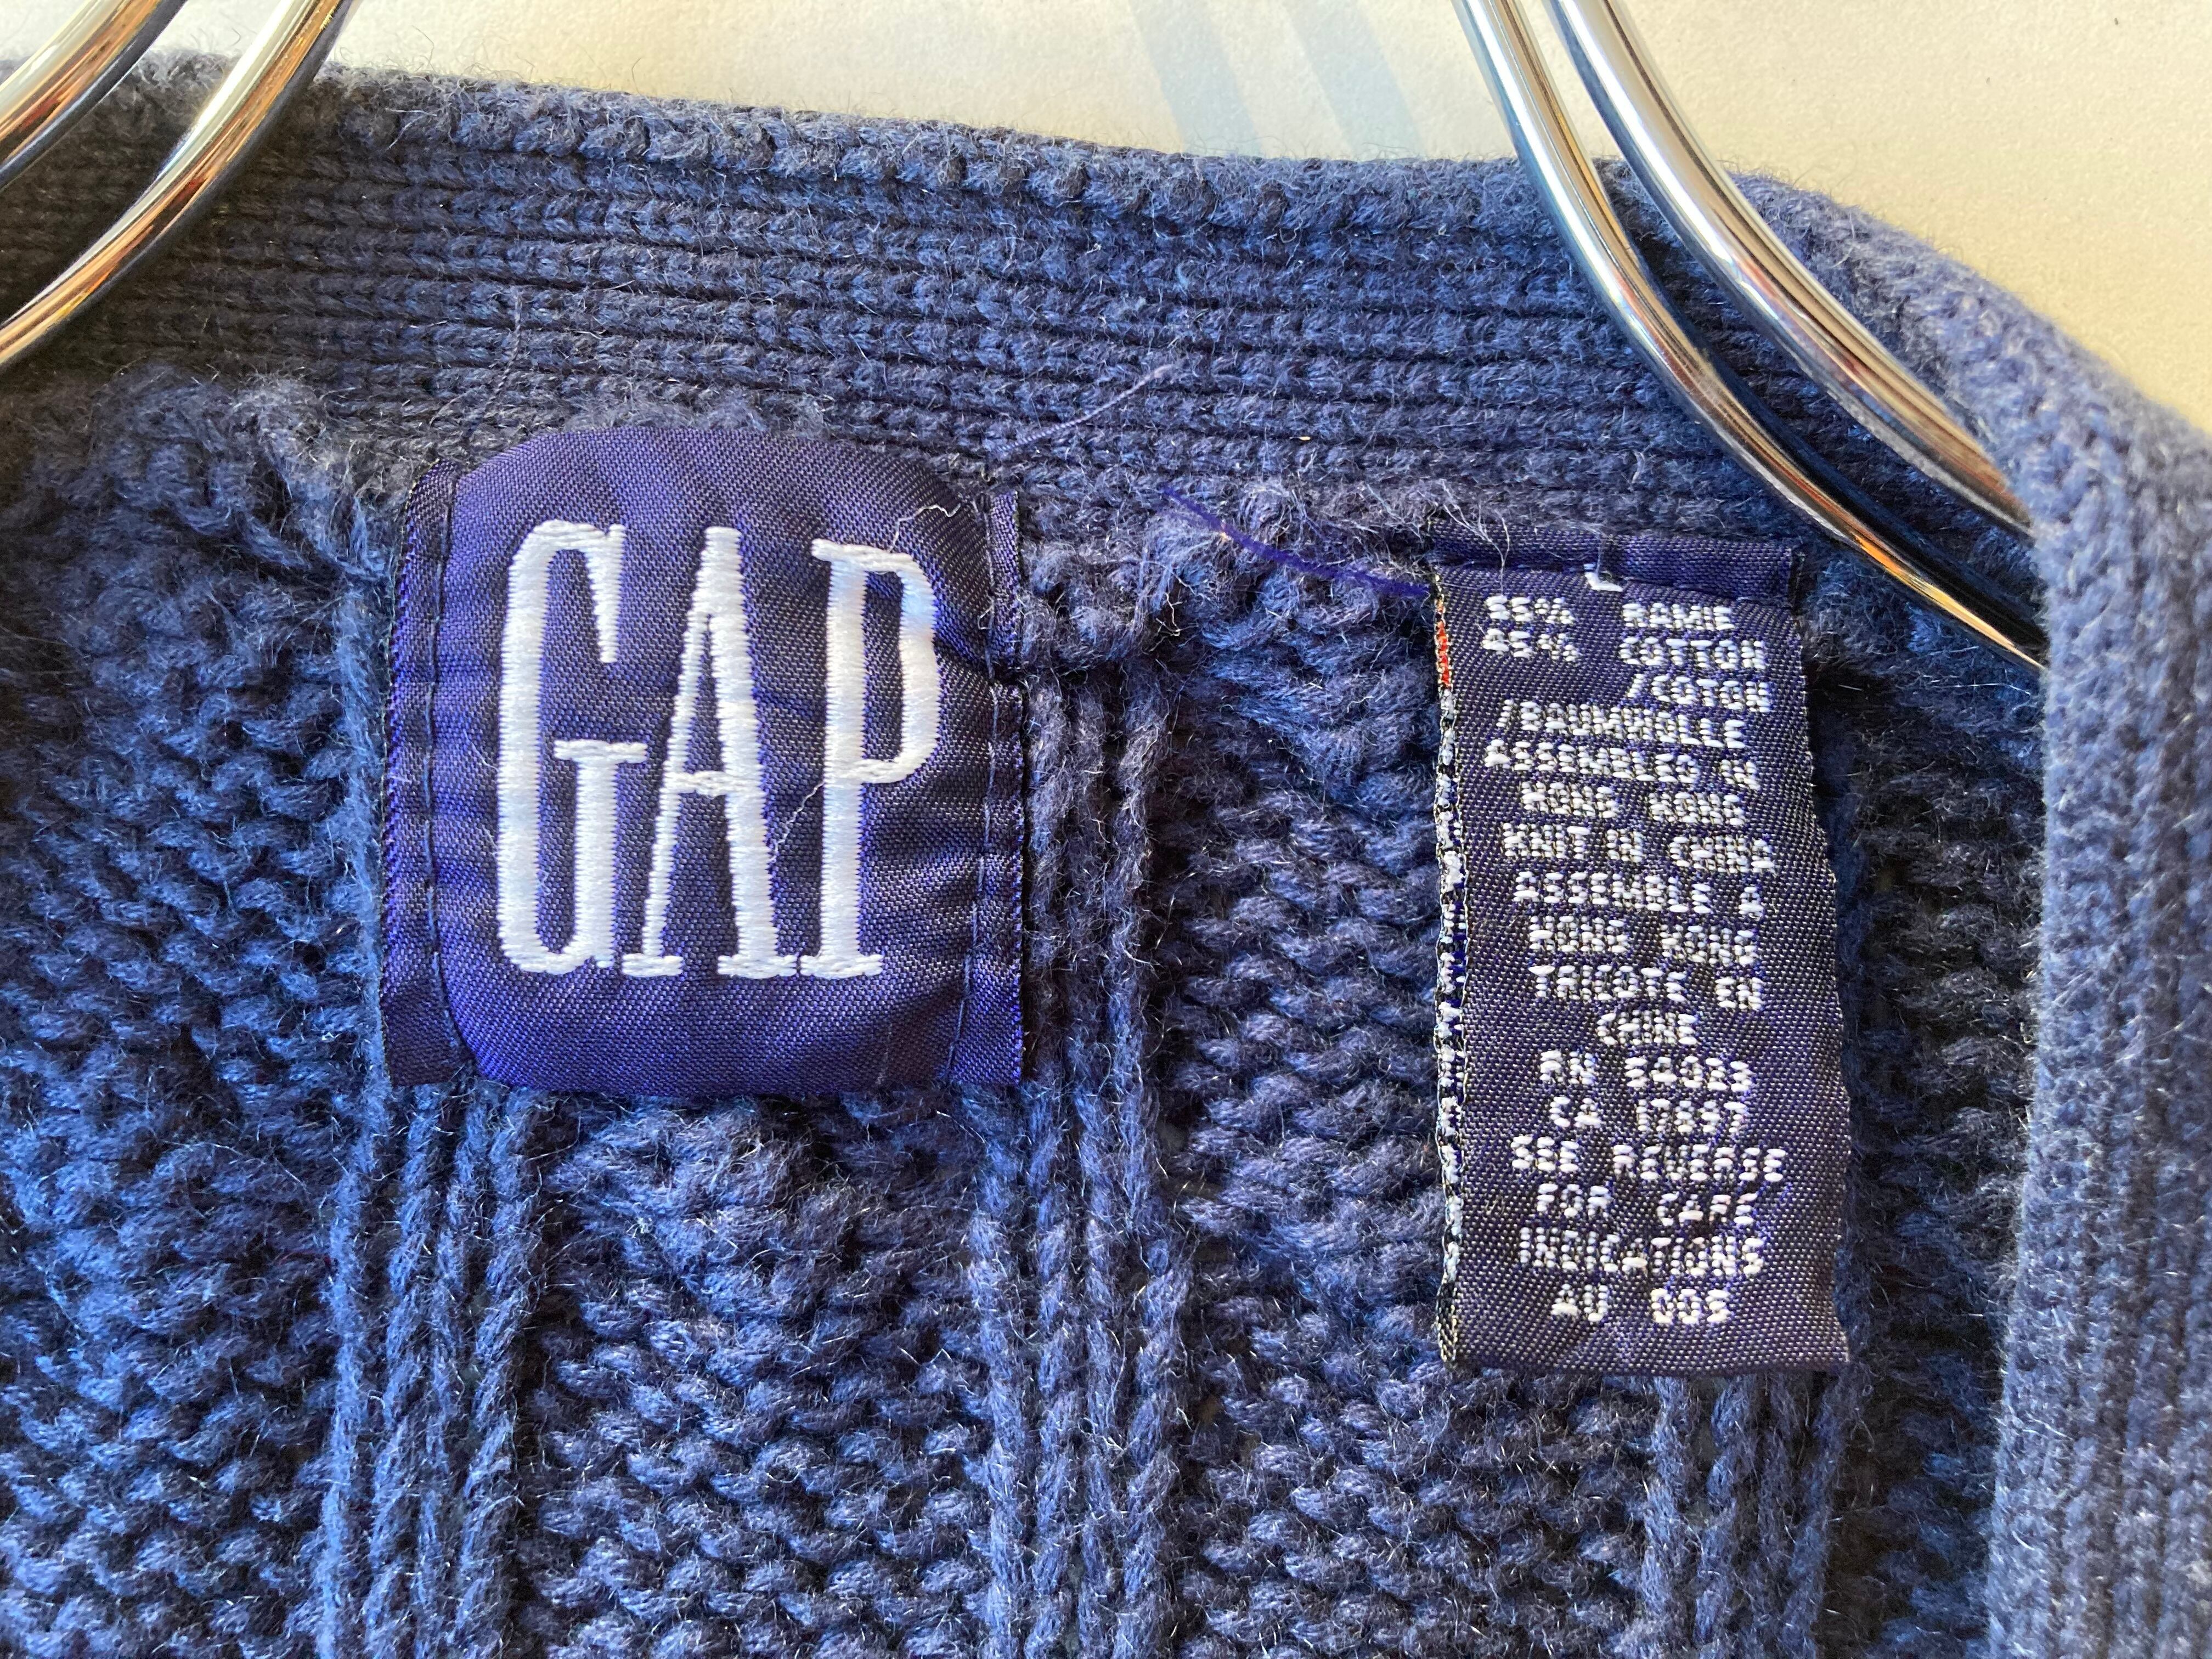 GAP
L
55% RAMIE
45% COTTON
/COTON
/BAUMWOLLE
ASSEMBLED IN
HONG KONG
KNIT IN CHINA
ASSEMBLE A
HONG KONG
TRICOTE EN
CHINE
RN 54023
CA 17897
SEE REVERSE
FOR CARE
INDICATIONS
AU DOS